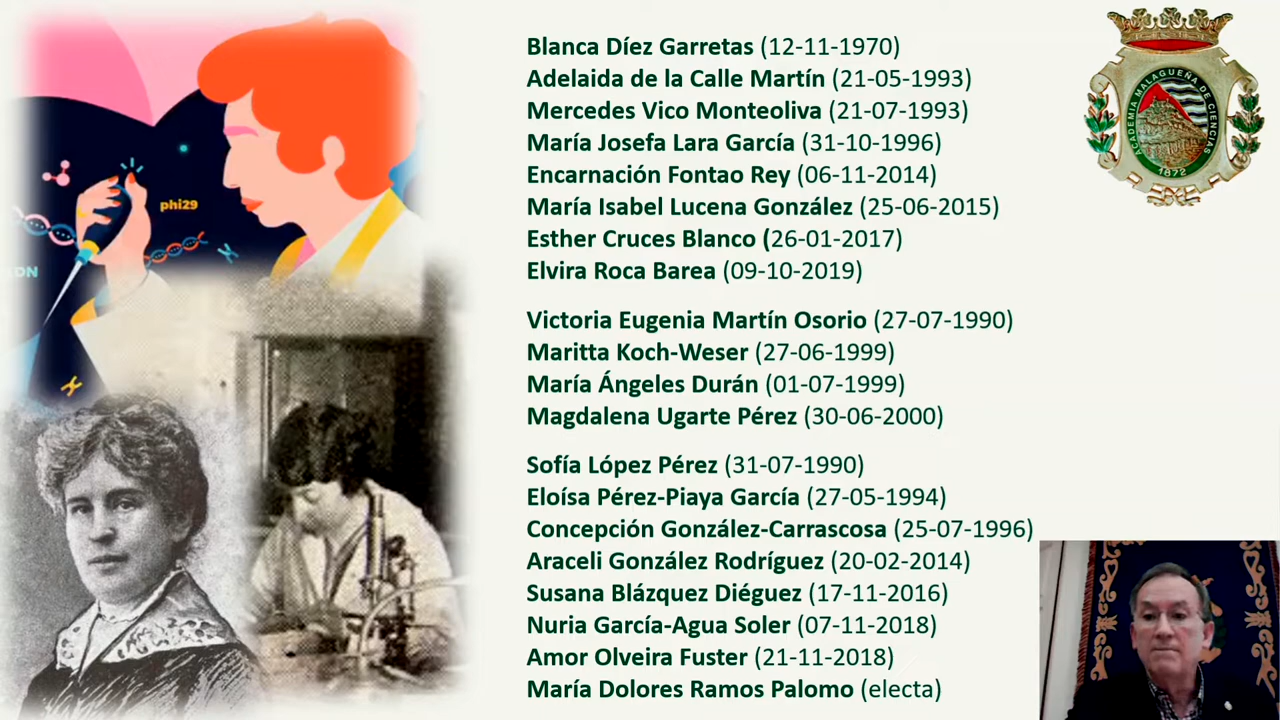 phi29
DN
Blanca Díez Garretas (12-11-1970)
Adelaida de la Calle Martín (21-05-1993)
Mercedes Vico Monteoliva (21-07-1993)
María Josefa Lara García (31-10-1996)
Encarnación Fontao Rey (06-11-2014)
María Isabel Lucena González (25-06-2015)
Esther Cruces Blanco (26-01-2017)
Elvira Roca Barea (09-10-2019)
Victoria Eugenia Martín Osorio (27-07-1990)
Maritta Koch-Weser (27-06-1999)
María Ángeles Durán (01-07-1999)
Magdalena Ugarte Pérez (30-06-2000)
Sofía López Pérez (31-07-1990)
Eloísa Pérez-Piaya García (27-05-1994)
Concepción González-Carrascosa (25-07-1996)
Araceli González Rodríguez (20-02-2014)
Susana Blázquez Diéguez (17-11-2016)
Nuria García-Agua Soler (07-11-2018)
Amor Olveira Fuster (21-11-2018)
María Dolores Ramos Palomo (electa)
ACADEMIA MALAGUEÑA DE CIENCIAS
1872